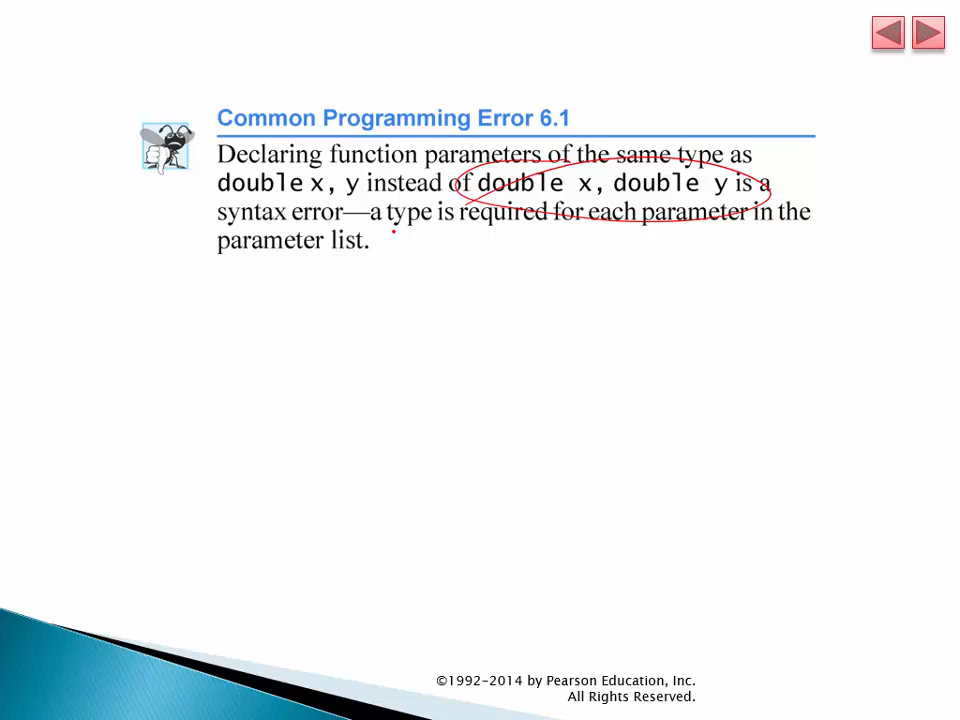 Common Programming Error 6.1
Declaring function parameters of the same type as
double x, y instead of double x, double y is a
syntax error—a type is required for each parameter in the
parameter list.
©1992-2014 by Pearson Education, Inc.
All Rights Reserved.